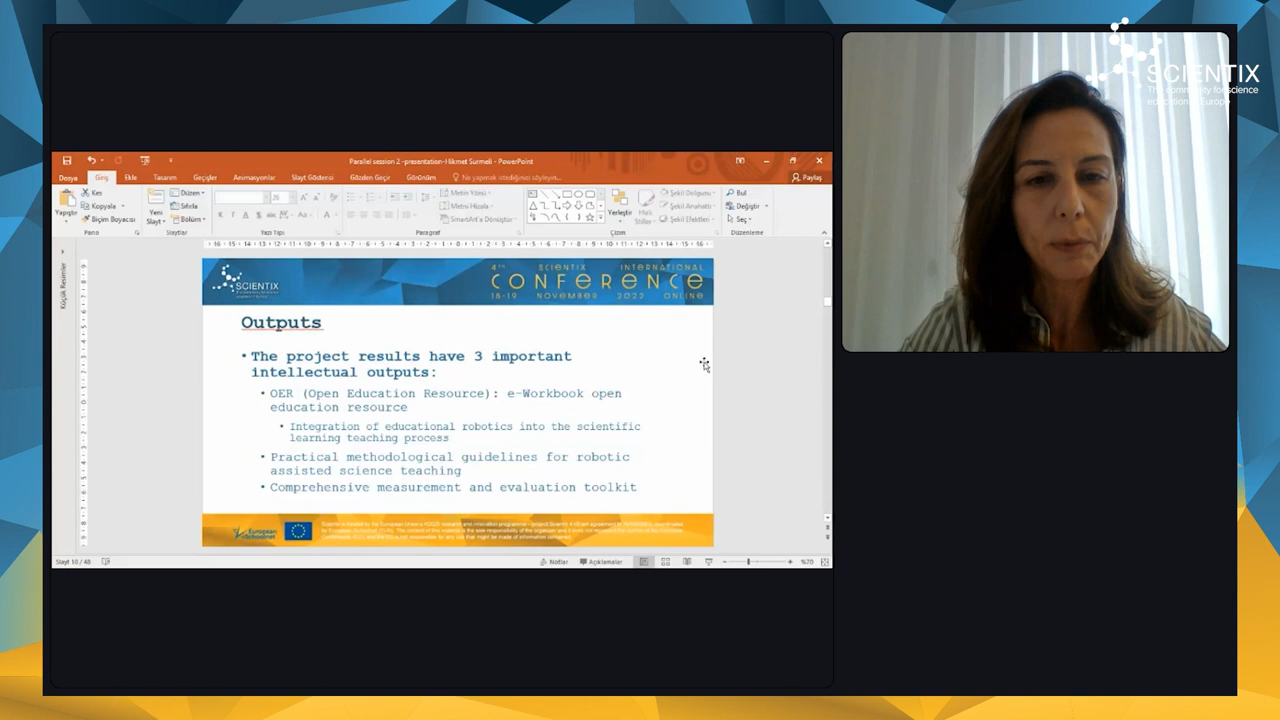 SCIENTIX
The community for science
education in Europe
Parallel session 2 -presentation-Hikmet Surmeli - PowerPoint
Dosya Giriş Ekle Tasarım Geçişler Animasyonlar Slayt Gösterisi Gözden Geçir Görünüm Ne yapmak istediğinizi söyleyin... Paylaş
Yapıştır
Kes
Kopyala
Biçim Boyacısı
Pano
Yeni
Slayt
Düzen
Sıfırla
Bölüm
Slaytlar
Yazı Tipi
Metin Yönü
Metni Hizala
SmartArt'a Dönüştür
Paragraf
Yerleştir
Şekil Dolgusu
Şekil Anahattı
Şekil Efektleri
Çizim
Bul
Değiştir
Seç
Düzenleme
Küçük Resimler
SCIENTIX
4TH SCIENTIX INTERNATIONAL
CONFERENCE
18-19 NOVEMBER 2022 ONLINE
Outputs
• The project results have 3 important
intellectual outputs:
• OER (Open Education Resource): e-Workbook open
education resource
• Integration of educational robotics into the scientific
learning teaching process
• Practical methodological guidelines for robotic
assisted science teaching
• Comprehensive measurement and evaluation toolkit
European
Schoolnet
Slayt 10 / 48
Notlar Açıklamalar %70